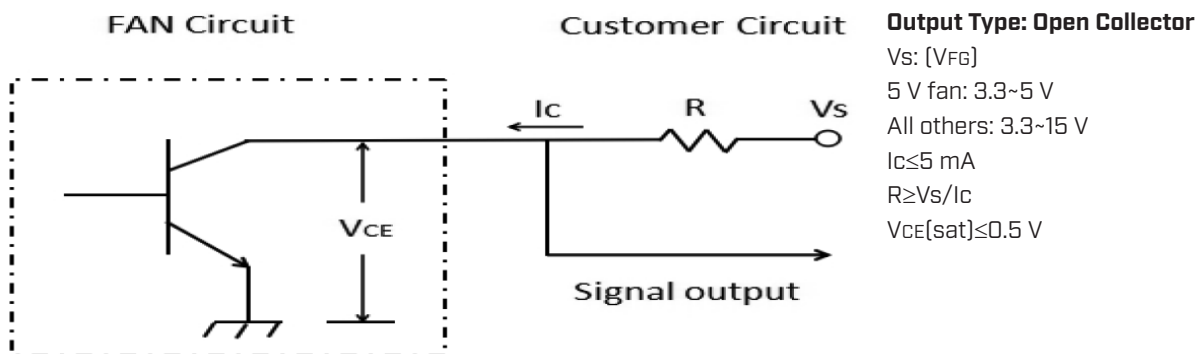 FAN Circuit
Customer Circuit
Ic
R
Vs
VCE
Signal output
Output Type: Open Collector
Vs: (VFG)
5 V fan: 3.3~5 V
All others: 3.3~15 V
Ic≤5 mA
R≥Vs/Ic
VCE(sat)≤0.5 V